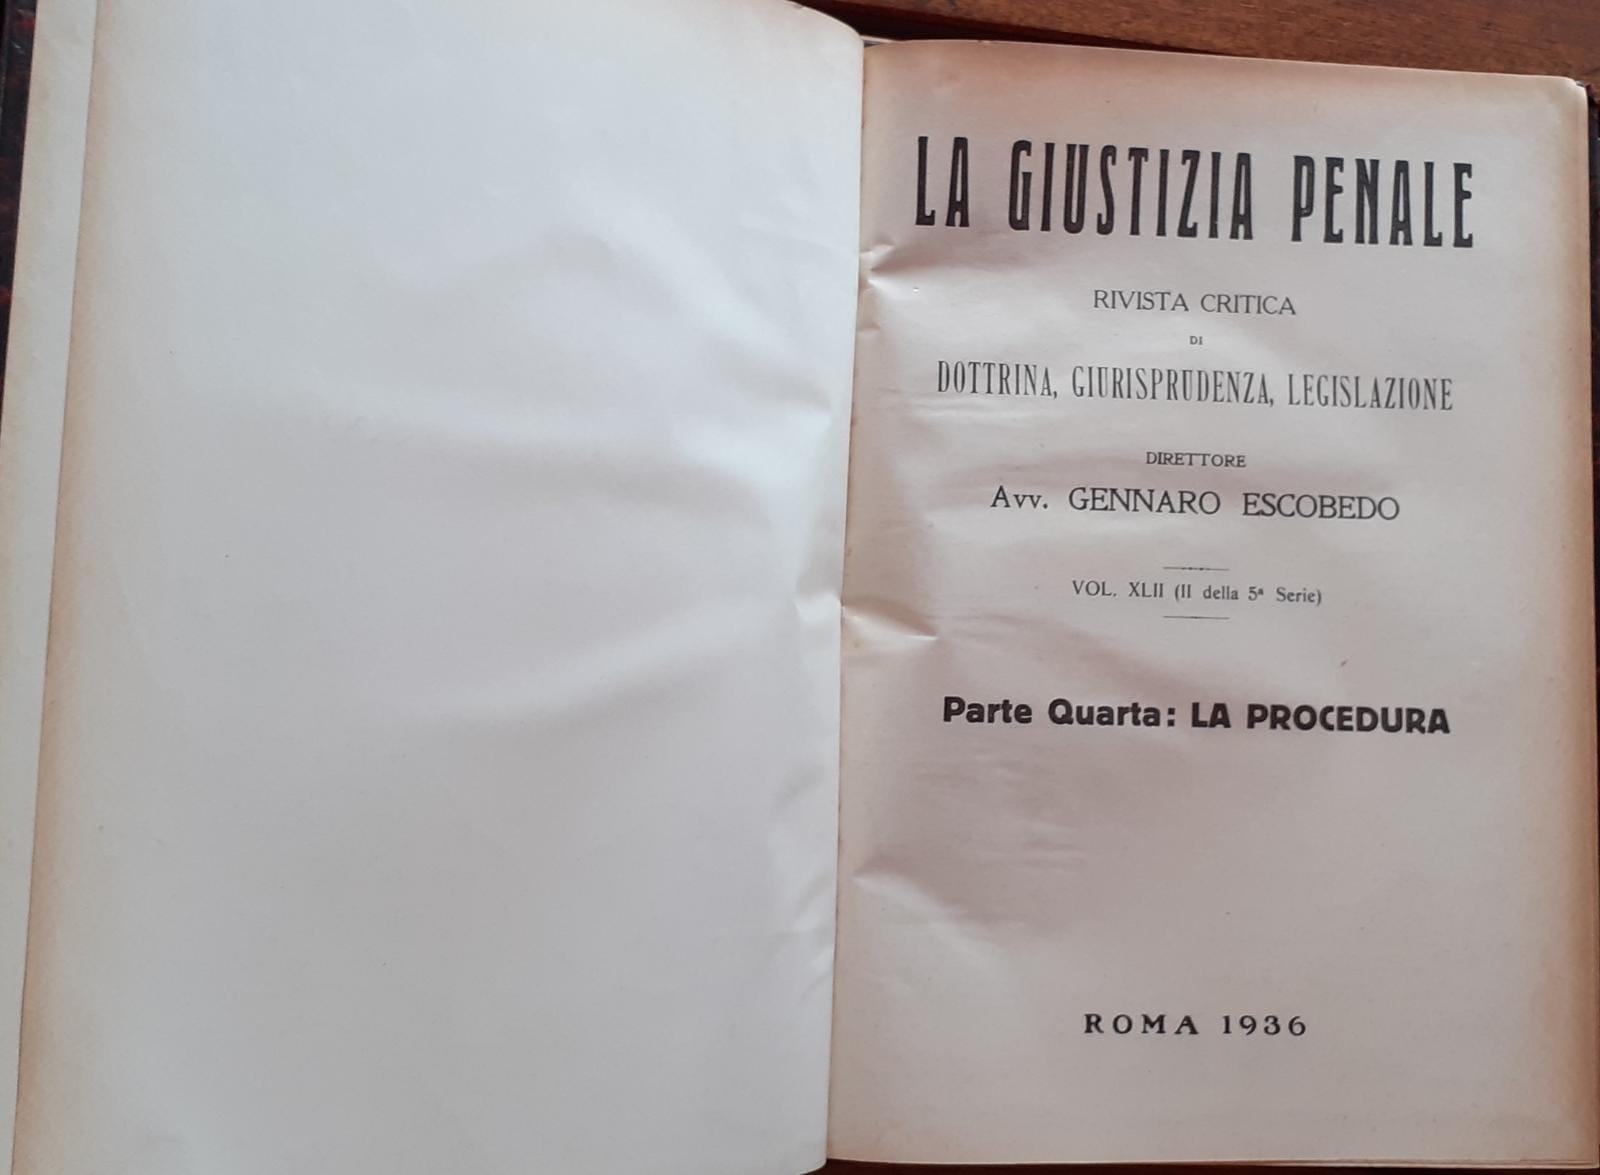 LA GIUSTIZIA PENALE
RIVISTA CRITICA
DI
DOTTRINA, GIURISPRUDENZA, LEGISLAZIONE
DIRETTORE
Avv. GENNARO ESCOBEDO
VOL. XLII (II della 5ª Serie)
Parte Quarta: LA PROCEDURA
ROMA 1936